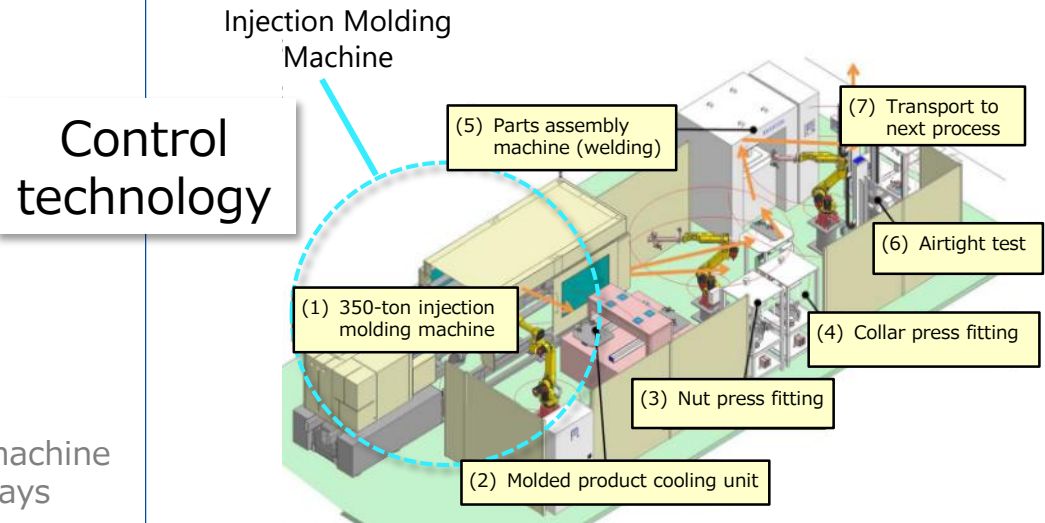 Injection Molding
Machine
Control
technology
(5) Parts assembly
machine (welding)
(7) Transport to
next process
(6) Airtight test
(1) 350-ton injection
molding machine
(4) Collar press fitting
(3) Nut press fitting
(2) Molded product cooling unit
machine
ays